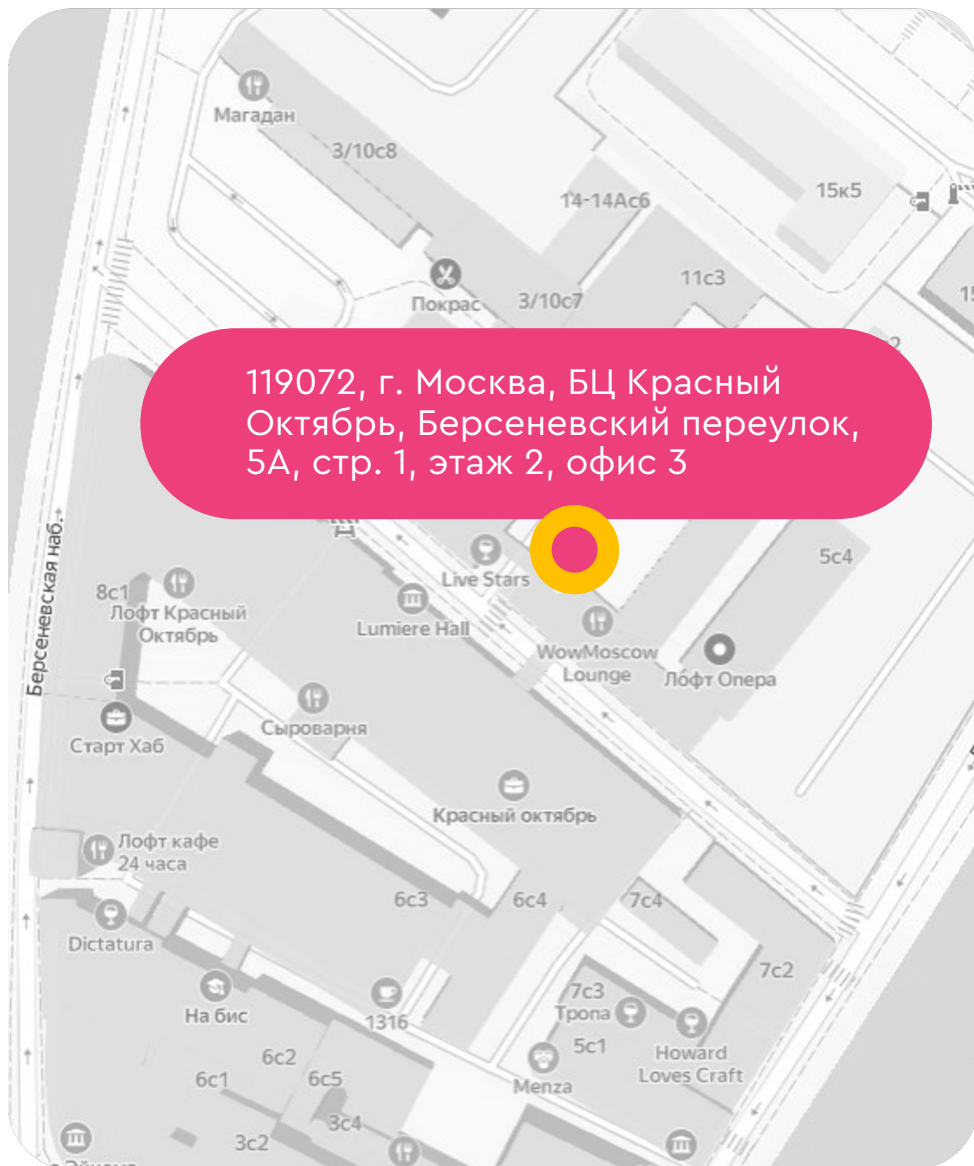 Магадан
3/10с8
14-14Ас6
15к5
11с3
Покрас
3/10с7
119072, г. Москва, БЦ Красный
Октябрь, Берсеневский переулок,
5А, стр. 1, этаж 2, офис 3
Берсеневская наб.
Live Stars
5с4
8с1
Лофт Красный
Октябрь
Lumiere Hall
WowMoscow
Lounge
Лофт Опера
Сыроварня
Старт Хаб
Красный октябрь
Лофт кафе
24 часа
6с3
6с4
7с4
Dictatura
7с2
На бис
1316
7с3
Тропа
5с1
Howard
Loves Craft
Menza
6с2
6с1
6с5
3с4
3с2